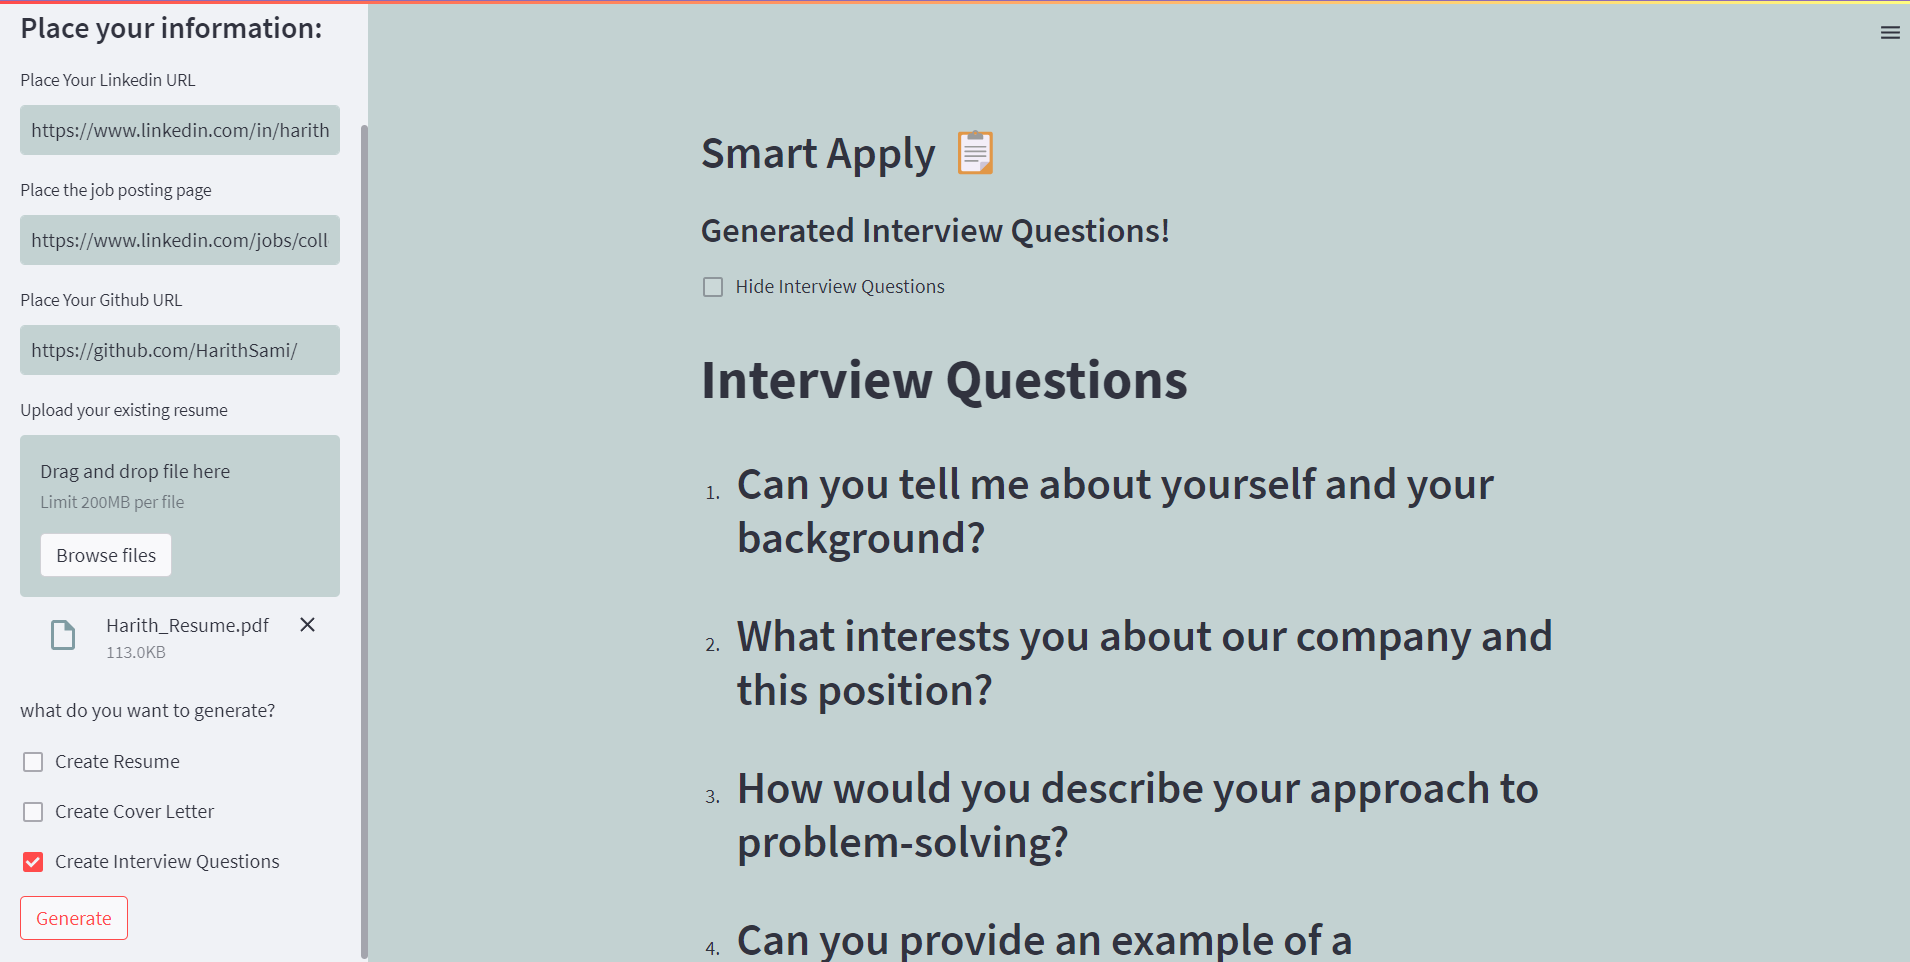 Place your information:
Place Your Linkedin URL
https://www.linkedin.com/in/harith
Place the job posting page
https://www.linkedin.com/jobs/coll
Place Your Github URL
https://github.com/HarithSami/
Upload your existing resume
Drag and drop file here
Limit 200MB per file
Browse files
Harith_Resume.pdf
113.0KB
what do you want to generate?
Create Resume
Create Cover Letter
Create Interview Questions
Generate
Smart Apply
Generated Interview Questions!
Hide Interview Questions
Interview Questions
1. Can you tell me about yourself and your
background?
2. What interests you about our company and
this position?
3. How would you describe your approach to
problem-solving?
4. Can you provide an example of a